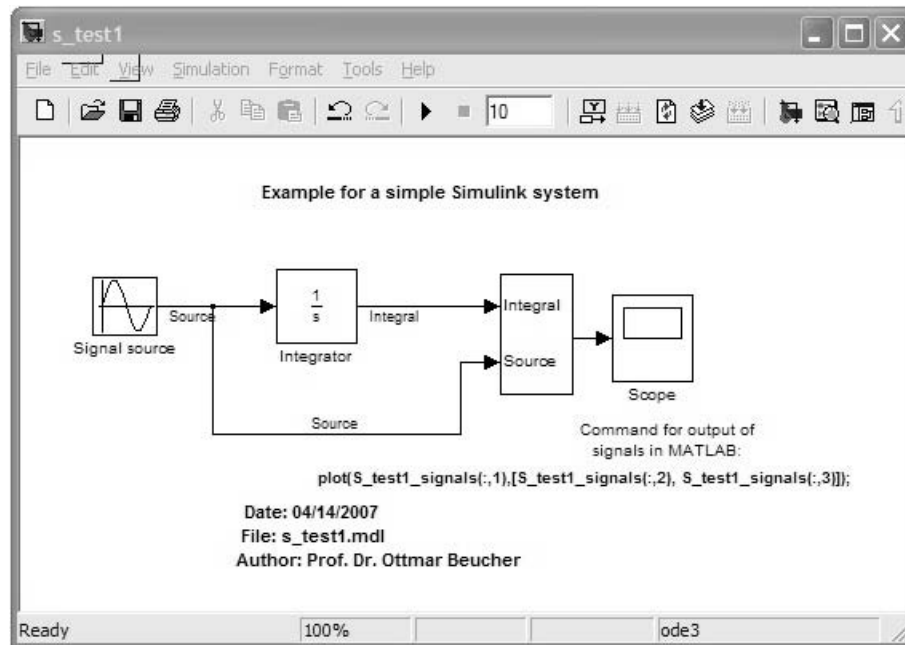 s_test1
File Edit View Simulation Format Tools Help
10
Example for a simple Simulink system
Signal source
Source
1
s
Integrator
Integral
Integral
Source
Source
Scope
Command for output of
signals in MATLAB:
plot(S_test1_signals(:,1),[S_test1_signals(:,2), S_test1_signals(:,3)]);
Date: 04/14/2007
File: s_test1.mdl
Author: Prof. Dr. Ottmar Beucher
Ready 100% ode3